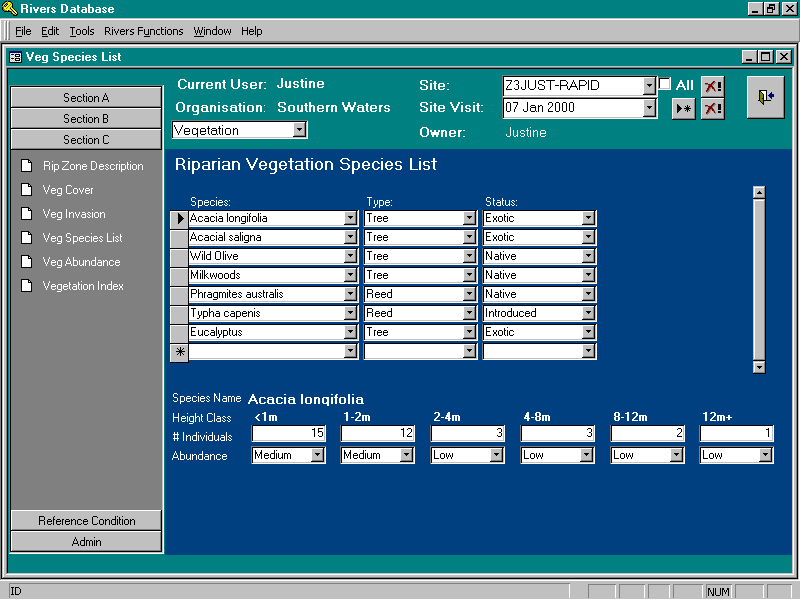 Rivers Database
File Edit Tools Rivers Functions Window Help
Veg Species List
Current User: Justine
Organisation: Southern Waters
Vegetation
Site: Z3JUST-RAPID All
Site Visit: 07 Jan 2000
Owner: Justine
Section A
Section B
Section C
Rip Zone Description
Veg Cover
Veg Invasion
Veg Species List
Veg Abundance
Vegetation Index
Reference Condition
Admin
Riparian Vegetation Species List
Species: Type: Status:
Acacia longifolia Tree Exotic
Acacial saligna Tree Exotic
Wild Olive Tree Native
Milkwoods Tree Native
Phragmites australis Reed Native
Typha capenis Reed Introduced
Eucalyptus Tree Exotic
Species Name Acacia longifolia
Height Class <1m 1-2m 2-4m 4-8m 8-12m 12m+
# Individuals 15 12 3 3 2 1
Abundance Medium Medium Low Low Low Low
ID NUM